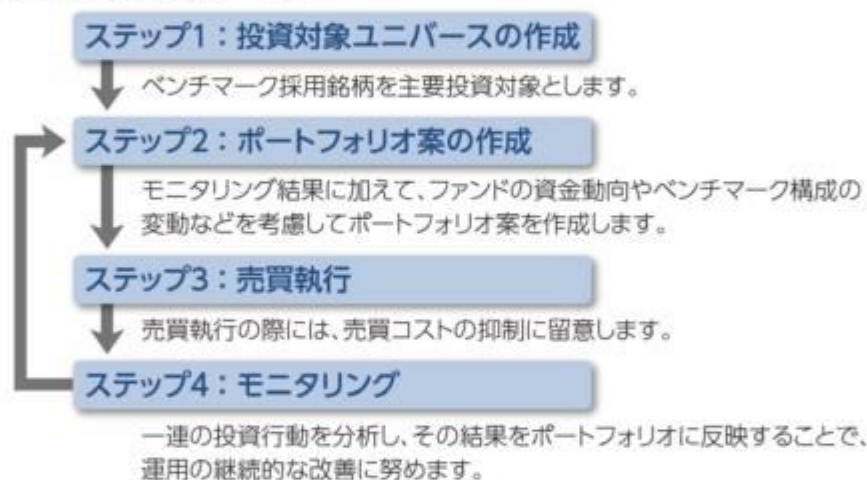 ステップ1：投資対象ユニバースの作成
ベンチマーク採用銘柄を主要投資対象とします。
ステップ2：ポートフォリオ案の作成
モニタリング結果に加えて、ファンドの資金動向やベンチマーク構成の
変動などを考慮してポートフォリオ案を作成します。
ステップ3：売買執行
売買執行の際には、売買コストの抑制に留意します。
ステップ4：モニタリング
一連の投資行動を分析し、その結果をポートフォリオに反映することで、
運用の継続的な改善に努めます。